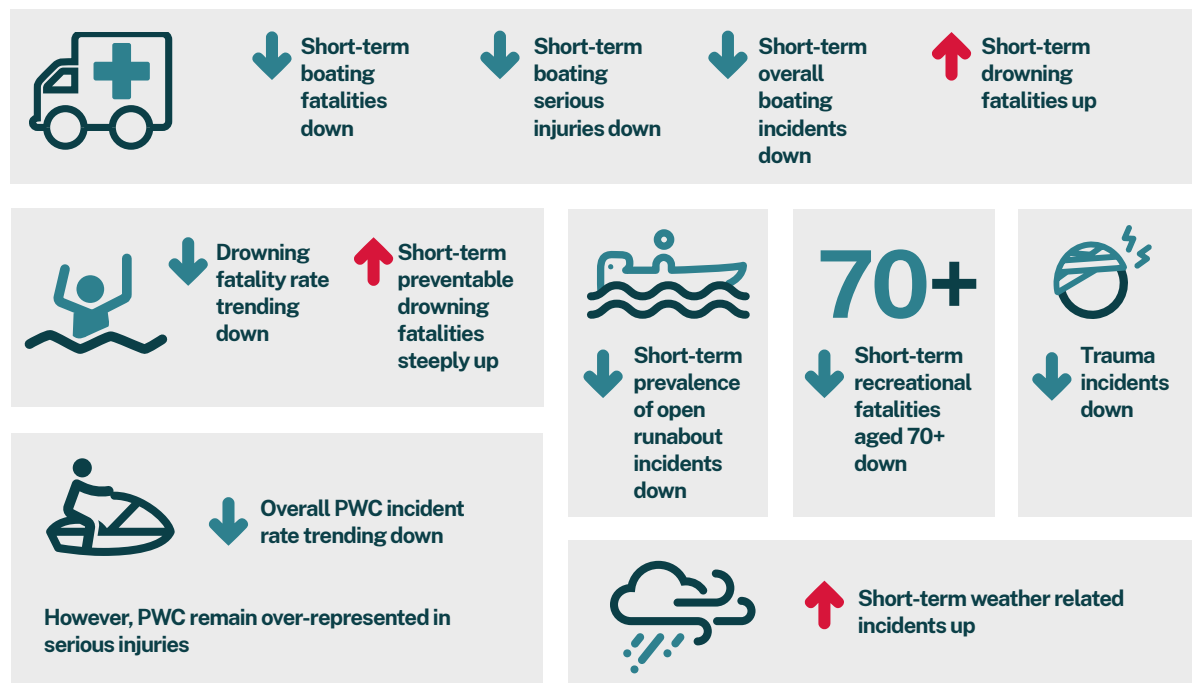 Short-term
boating
fatalities
down
Short-term
boating
serious
injuries down
Short-term
overall
boating
incidents
down
Short-term
drowning
fatalities up
Drowning
fatality rate
trending
down
Short-term
preventable
drowning
fatalities
steeply up
Short-term
prevalence
of open
runabout
incidents
down
70+
Short-term
recreational
fatalities
aged 70+
down
Trauma
incidents
down
Overall PWC incident
rate trending down
However, PWC remain over-represented in
serious injuries
Short-term weather related
incidents up